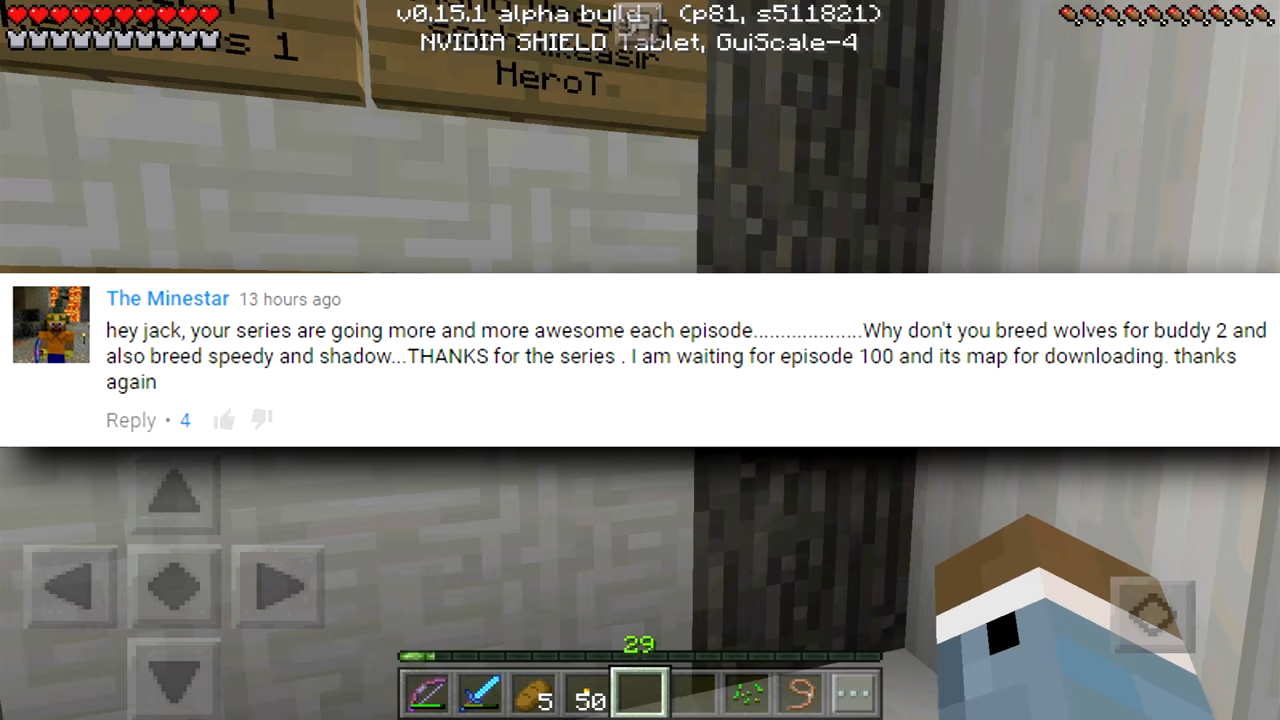 v0.15.1 alpha build 1 (p81, s511821)
NVIDIA SHIELD Tablet, GuiScale-4
s 1
HeroT
The Minestar 13 hours ago
hey jack, your series are going more and more awesome each episode....................Why don't you breed wolves for buddy 2 and
also breed speedy and shadow...THANKS for the series . I am waiting for episode 100 and its map for downloading. thanks
again
Reply • 4
29
5
50